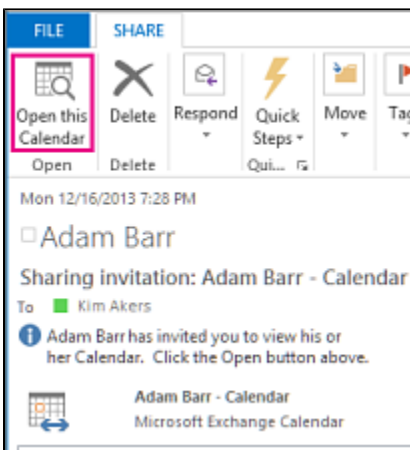 FILE SHARE
Open this Calendar
Delete
Respond
Quick Steps
Move
Open
Delete
Qui...
Mon 12/16/2013 7:28 PM
Adam Barr
Sharing invitation: Adam Barr - Calendar
To Kim Akers
Adam Barr has invited you to view his or
her Calendar. Click the Open button above.
Adam Barr - Calendar
Microsoft Exchange Calendar